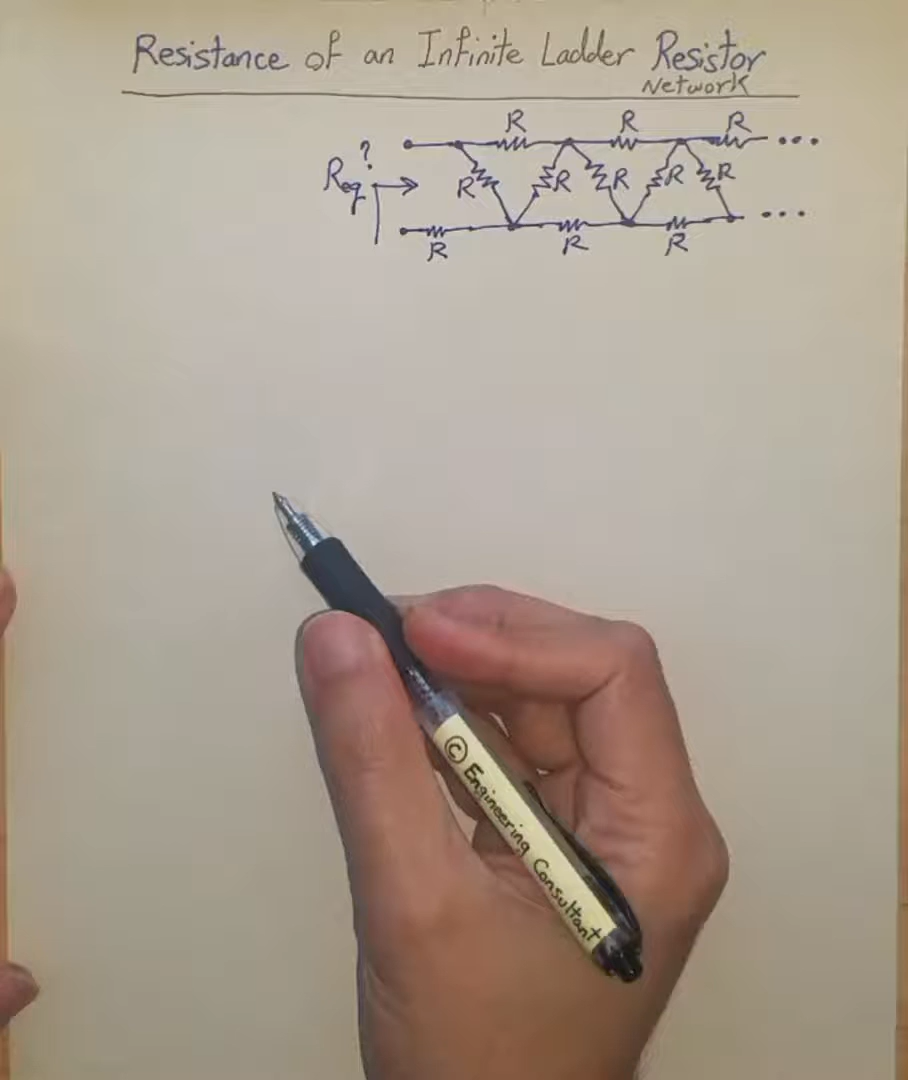 Resistance of an Infinite Ladder Resistor
Network
R R R
?
Req
R R R R R
R R R
© Engineering Consultant